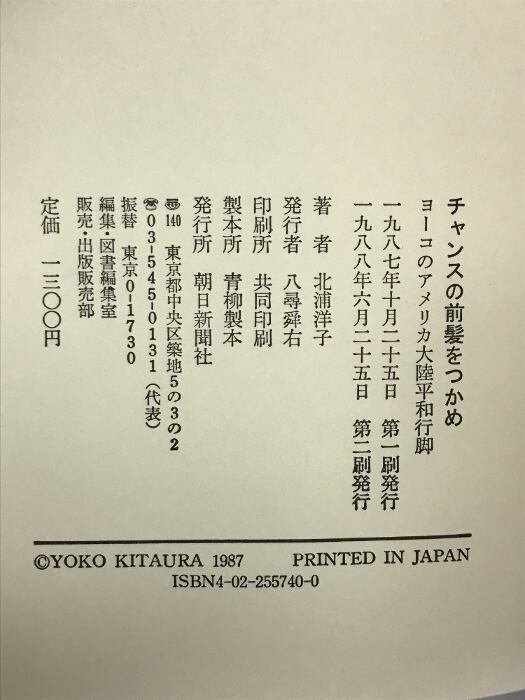 チャンスの前髪をつかめ
ヨーコのアメリカ大陸平和行脚
一九八七年十月二十五日　第一刷発行
一九八八年六月二十五日　第二刷発行
著　者　北浦洋子
発行者　八尋舜右
印刷所　共同印刷
製本所　青柳製本
発行所　朝日新聞社
〠140　東京都中央区築地5の3の2
☎03-545-0131（代表）
振替　東京0-1730
編集・図書編集室
販売・出版販売部
定価　一三〇〇円
©YOKO KITAURA 1987　PRINTED IN JAPAN
ISBN4-02-255740-0